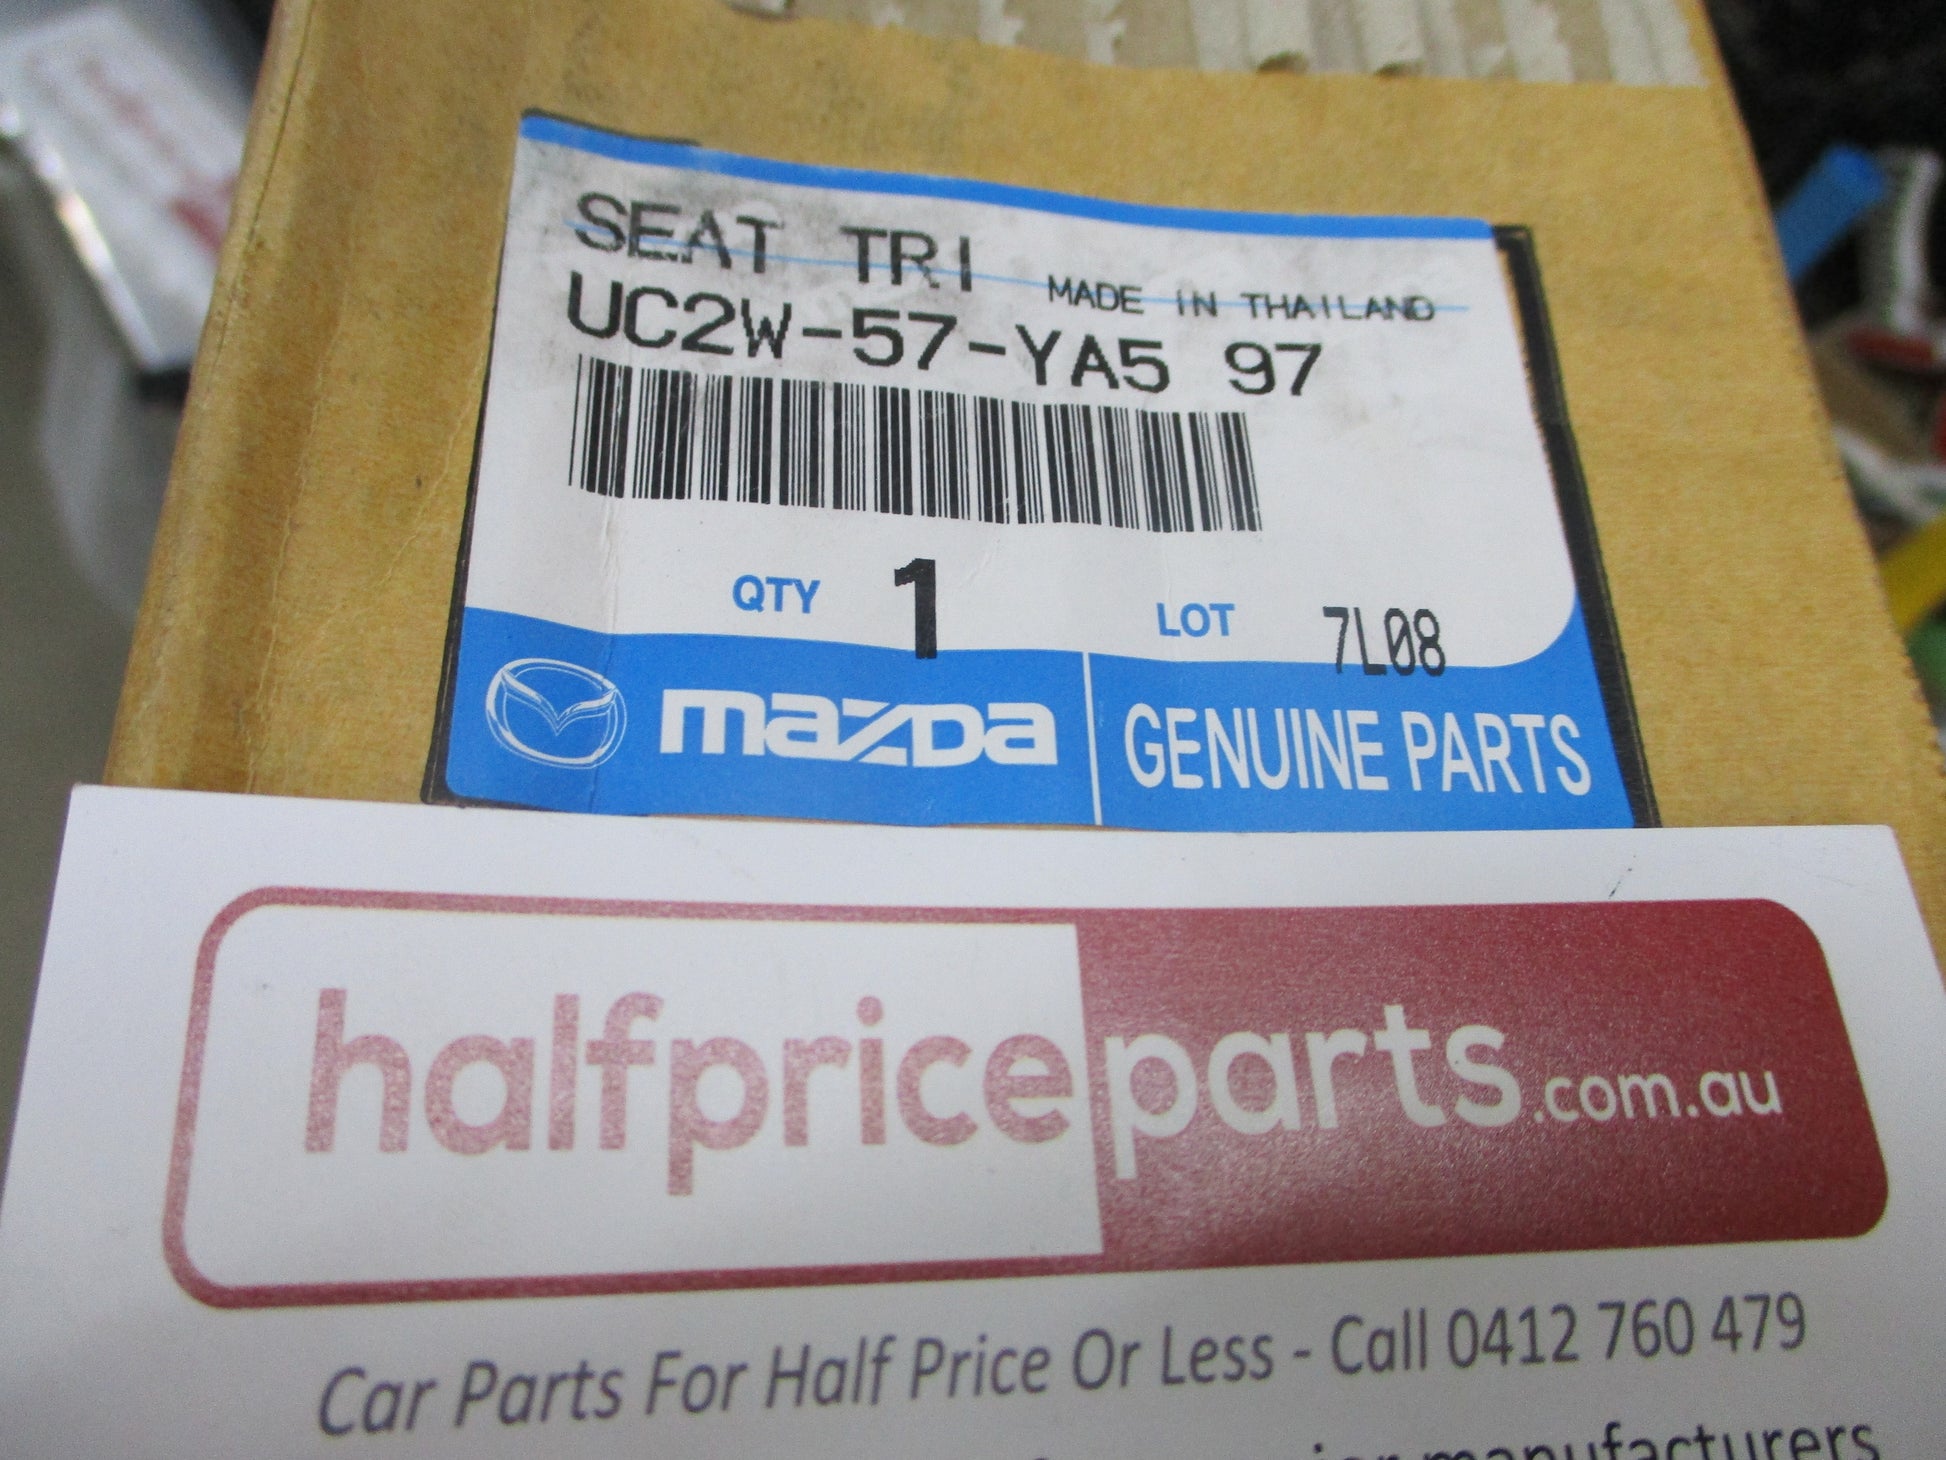 SEAT TRI MADE IN THAILAND
UC2W-57-YA5 97
QTY 1 LOT 7L08
mazda GENUINE PARTS
halfpriceparts.com.au
Car Parts For Half Price Or Less - Call 0412 760 479
manufacturers